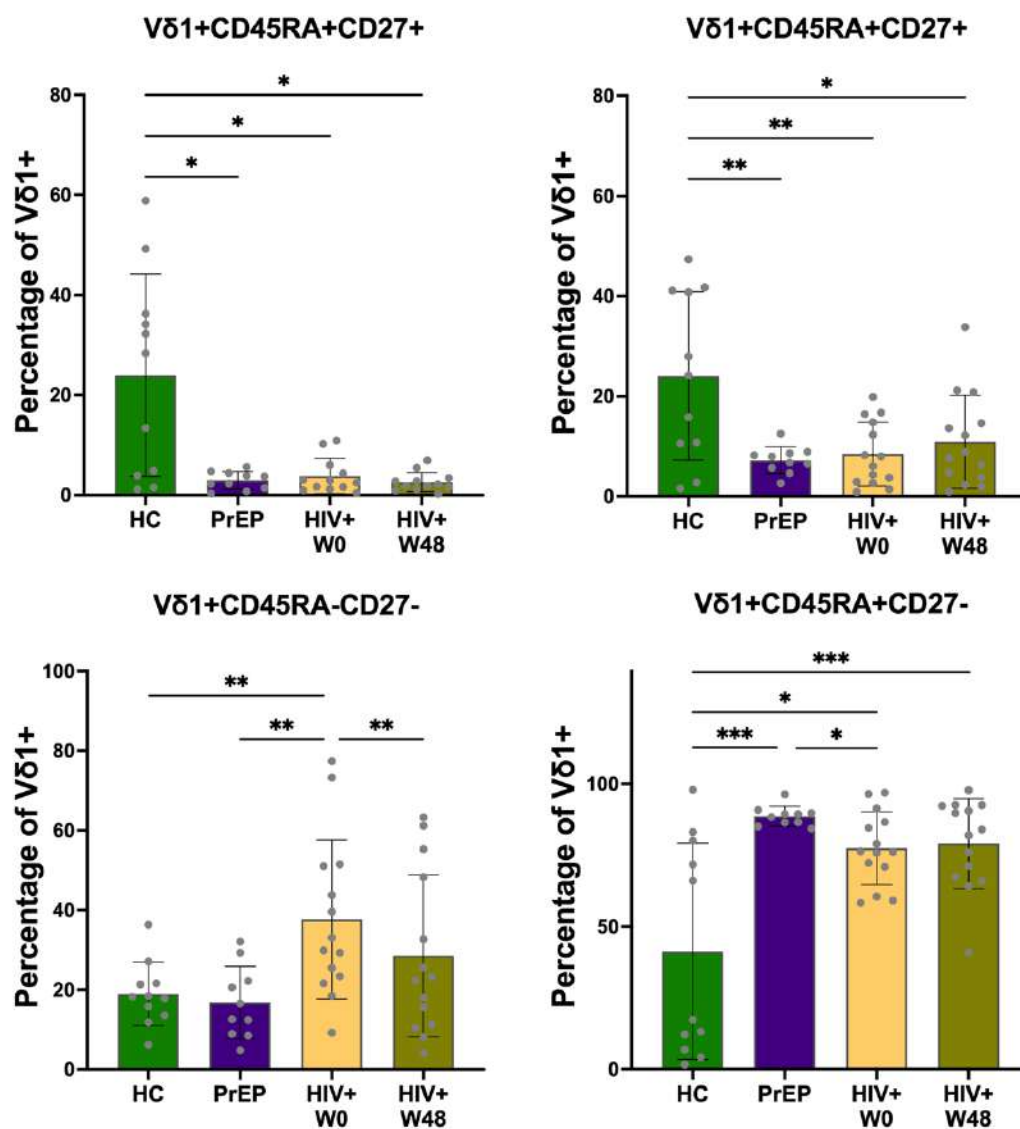 Vδ1+CD45RA+CD27+
Percentage of Vδ1+
80
60
40
20
0
*
*
*
HC
PrEP
HIV+
W0
HIV+
W48
Vδ1+CD45RA+CD27+
Percentage of Vδ1+
80
60
40
20
0
*
**
**
HC
PrEP
HIV+
W0
HIV+
W48
Vδ1+CD45RA-CD27-
Percentage of Vδ1+
100
80
60
40
20
0
**
**
**
HC
PrEP
HIV+
W0
HIV+
W48
Vδ1+CD45RA+CD27-
Percentage of Vδ1+
100
50
0
***
*
***
*
HC
PrEP
HIV+
W0
HIV+
W48